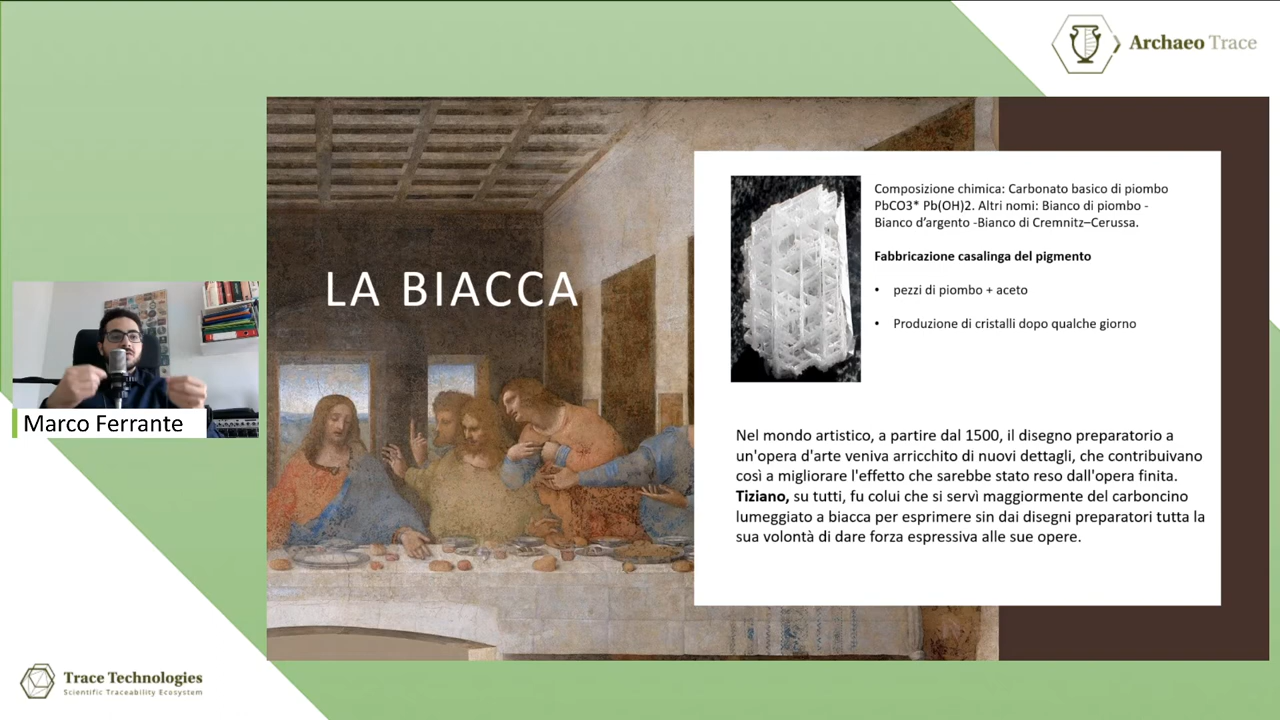 Archaeo Trace
LA BIACCA
Composizione chimica: Carbonato basico di piombo
PbCO3* Pb(OH)2. Altri nomi: Bianco di piombo -
Bianco d'argento -Bianco di Cremnitz–Cerussa.
Fabbricazione casalinga del pigmento
• pezzi di piombo + aceto
• Produzione di cristalli dopo qualche giorno
Nel mondo artistico, a partire dal 1500, il disegno preparatorio a
un'opera d'arte veniva arricchito di nuovi dettagli, che contribuivano
così a migliorare l'effetto che sarebbe stato reso dall'opera finita.
Tiziano, su tutti, fu colui che si servì maggiormente del carboncino
lumeggiato a biacca per esprimere sin dai disegni preparatori tutta la
sua volontà di dare forza espressiva alle sue opere.
Marco Ferrante
Trace Technologies
Scientific Traceability Ecosystem